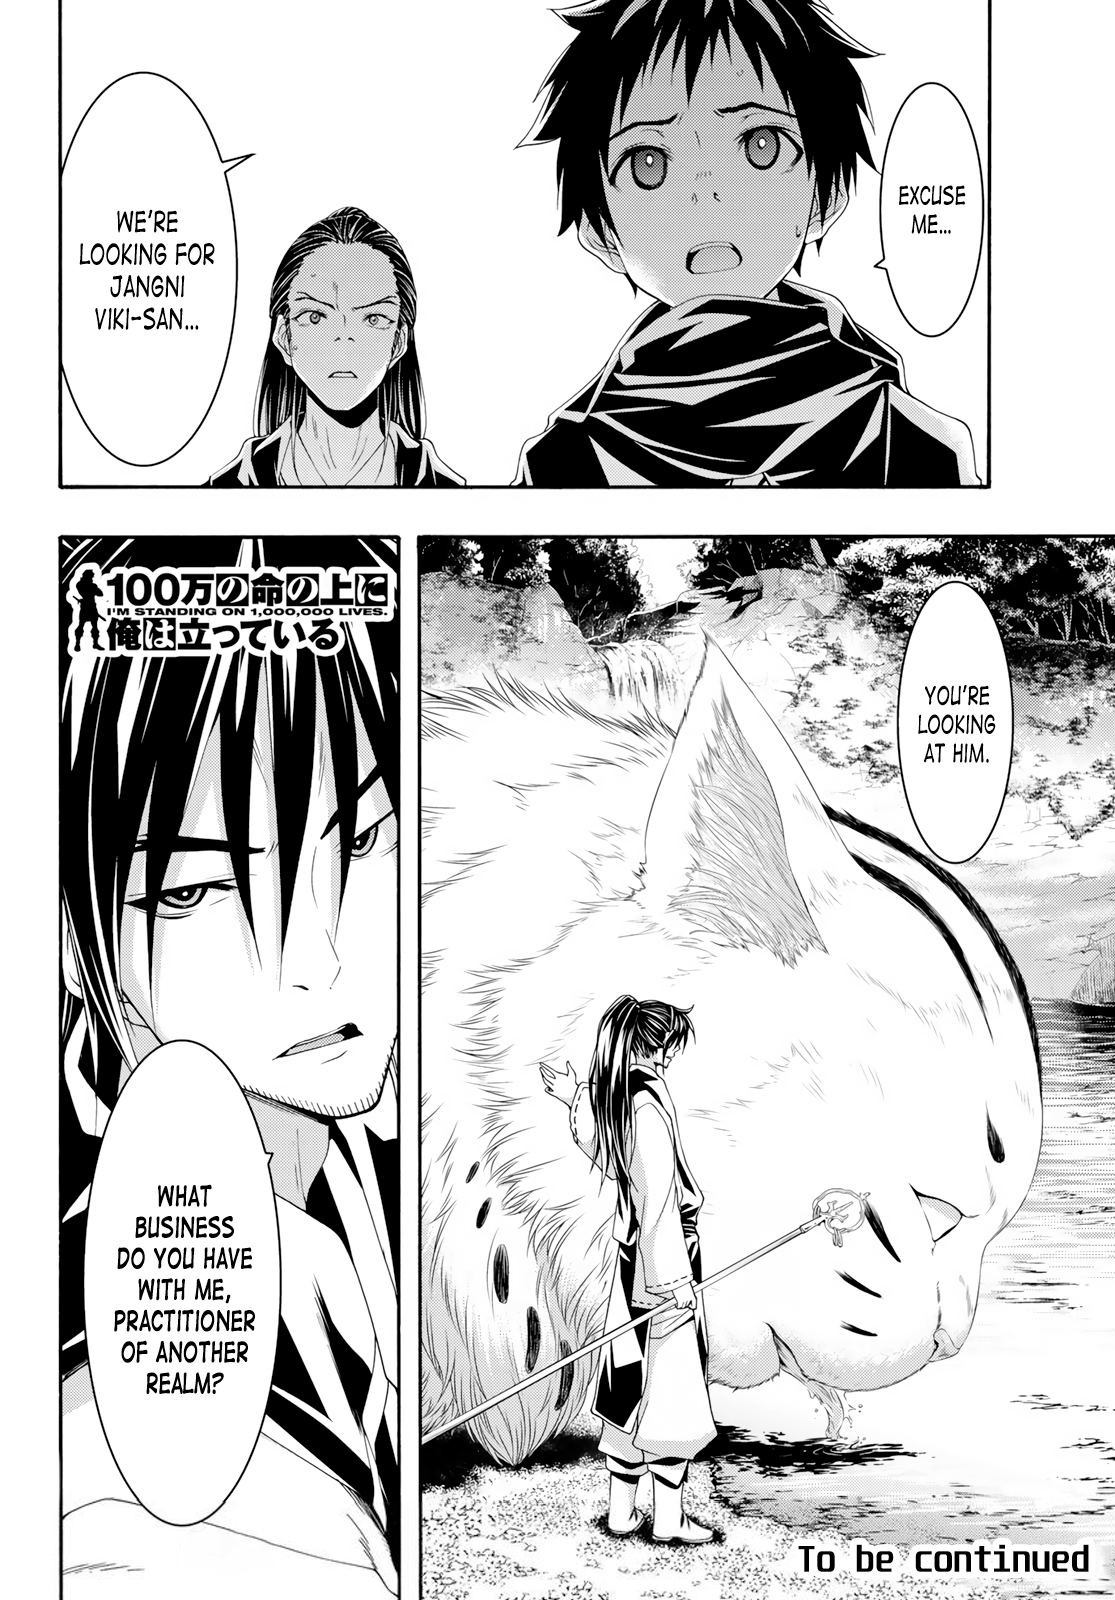 EXCUSE
ME...
WE'RE
LOOKING FOR
JANGNI
VIKI-SAN...
YOU'RE
LOOKING
AT HIM.
100万の命の上に
I'M STANDING ON 1,000,000 LIVES.
俺は立っている
WHAT
BUSINESS
DO YOU HAVE
WITH ME,
PRACTITIONER
OF ANOTHER
REALM?
To be continued